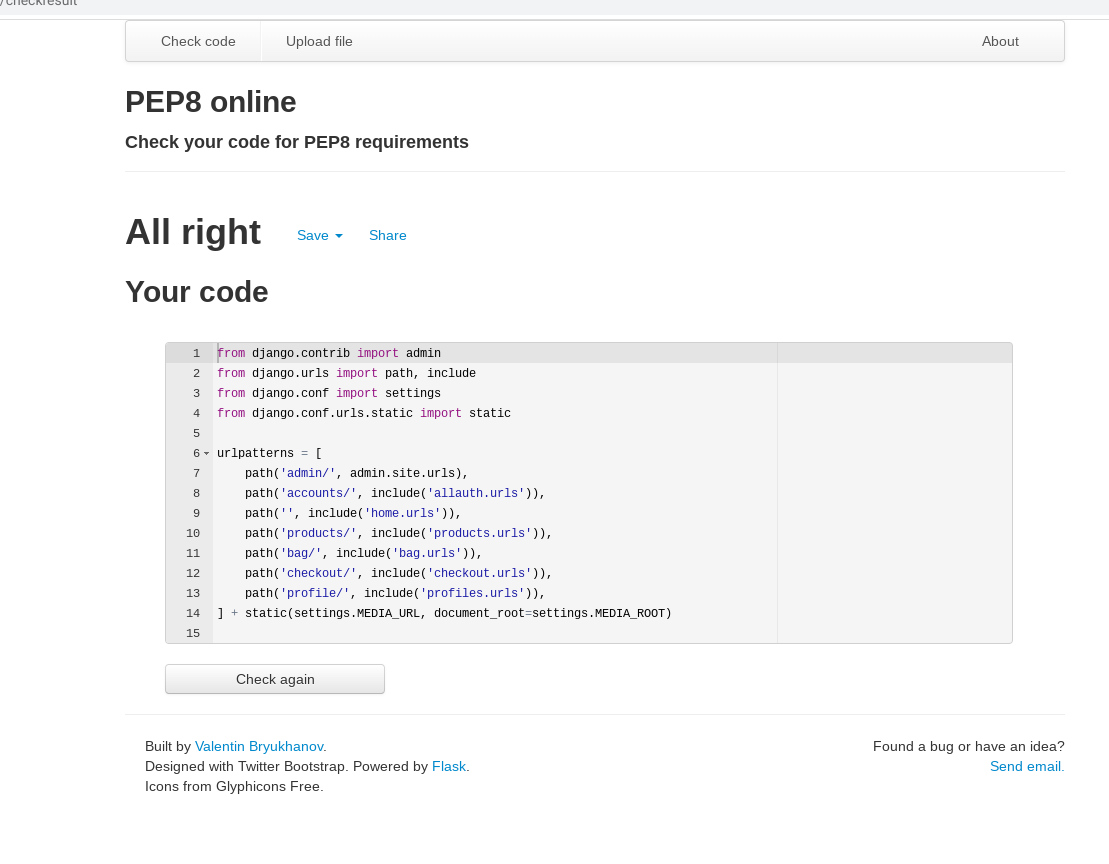 /checkresult
Check code Upload file About
PEP8 online
Check your code for PEP8 requirements
All right Save Share
Your code
1 from django.contrib import admin
2 from django.urls import path, include
3 from django.conf import settings
4 from django.conf.urls.static import static
5
6 urlpatterns = [
7     path('admin/', admin.site.urls),
8     path('accounts/', include('allauth.urls')),
9     path('', include('home.urls')),
10     path('products/', include('products.urls')),
11     path('bag/', include('bag.urls')),
12     path('checkout/', include('checkout.urls')),
13     path('profile/', include('profiles.urls')),
14 ] + static(settings.MEDIA_URL, document_root=settings.MEDIA_ROOT)
15
Check again
Built by Valentin Bryukhanov.
Designed with Twitter Bootstrap. Powered by Flask.
Icons from Glyphicons Free.
Found a bug or have an idea?
Send email.